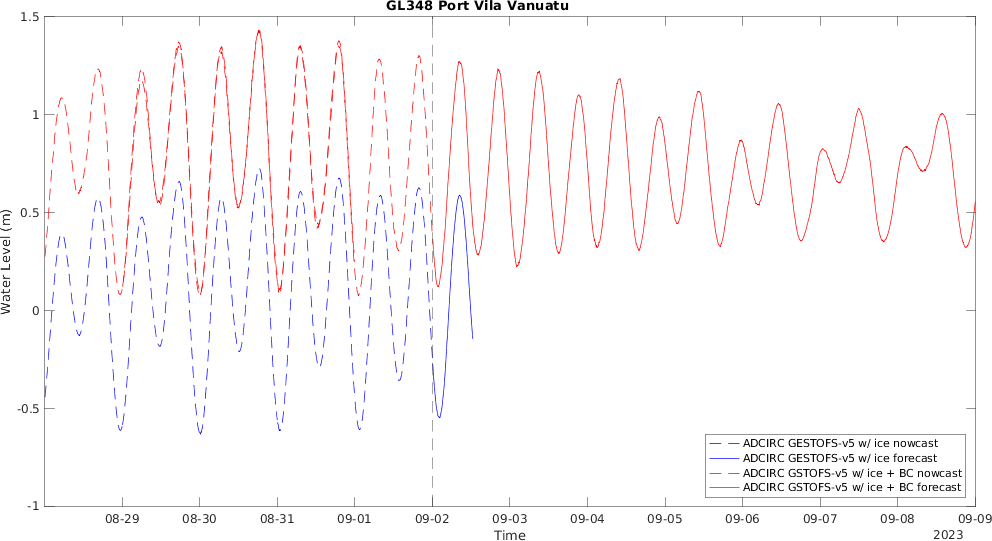 GL348 Port Vila Vanuatu
1.5
1
0.5
0
-0.5
-1
Water Level (m)
08-29 08-30 08-31 09-01 09-02 09-03 09-04 09-05 09-06 09-07 09-08 09-09
Time
2023
ADCIRC GESTOFS-v5 w/ ice nowcast
ADCIRC GESTOFS-v5 w/ ice forecast
ADCIRC GSTOFS-v5 w/ ice + BC nowcast
ADCIRC GSTOFS-v5 w/ ice + BC forecast